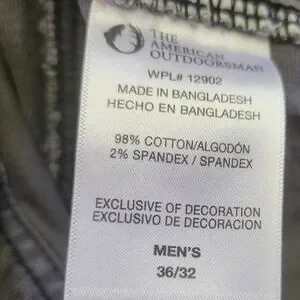 THE
AMERICAN
OUTDOORSMAN
WPL# 12902
MADE IN BANGLADESH
HECHO EN BANGLADESH
98% COTTON/ALGODÓN
2% SPANDEX / SPANDEX
EXCLUSIVE OF DECORATION
EXCLUSIVO DE DECORACION
MEN'S
36/32